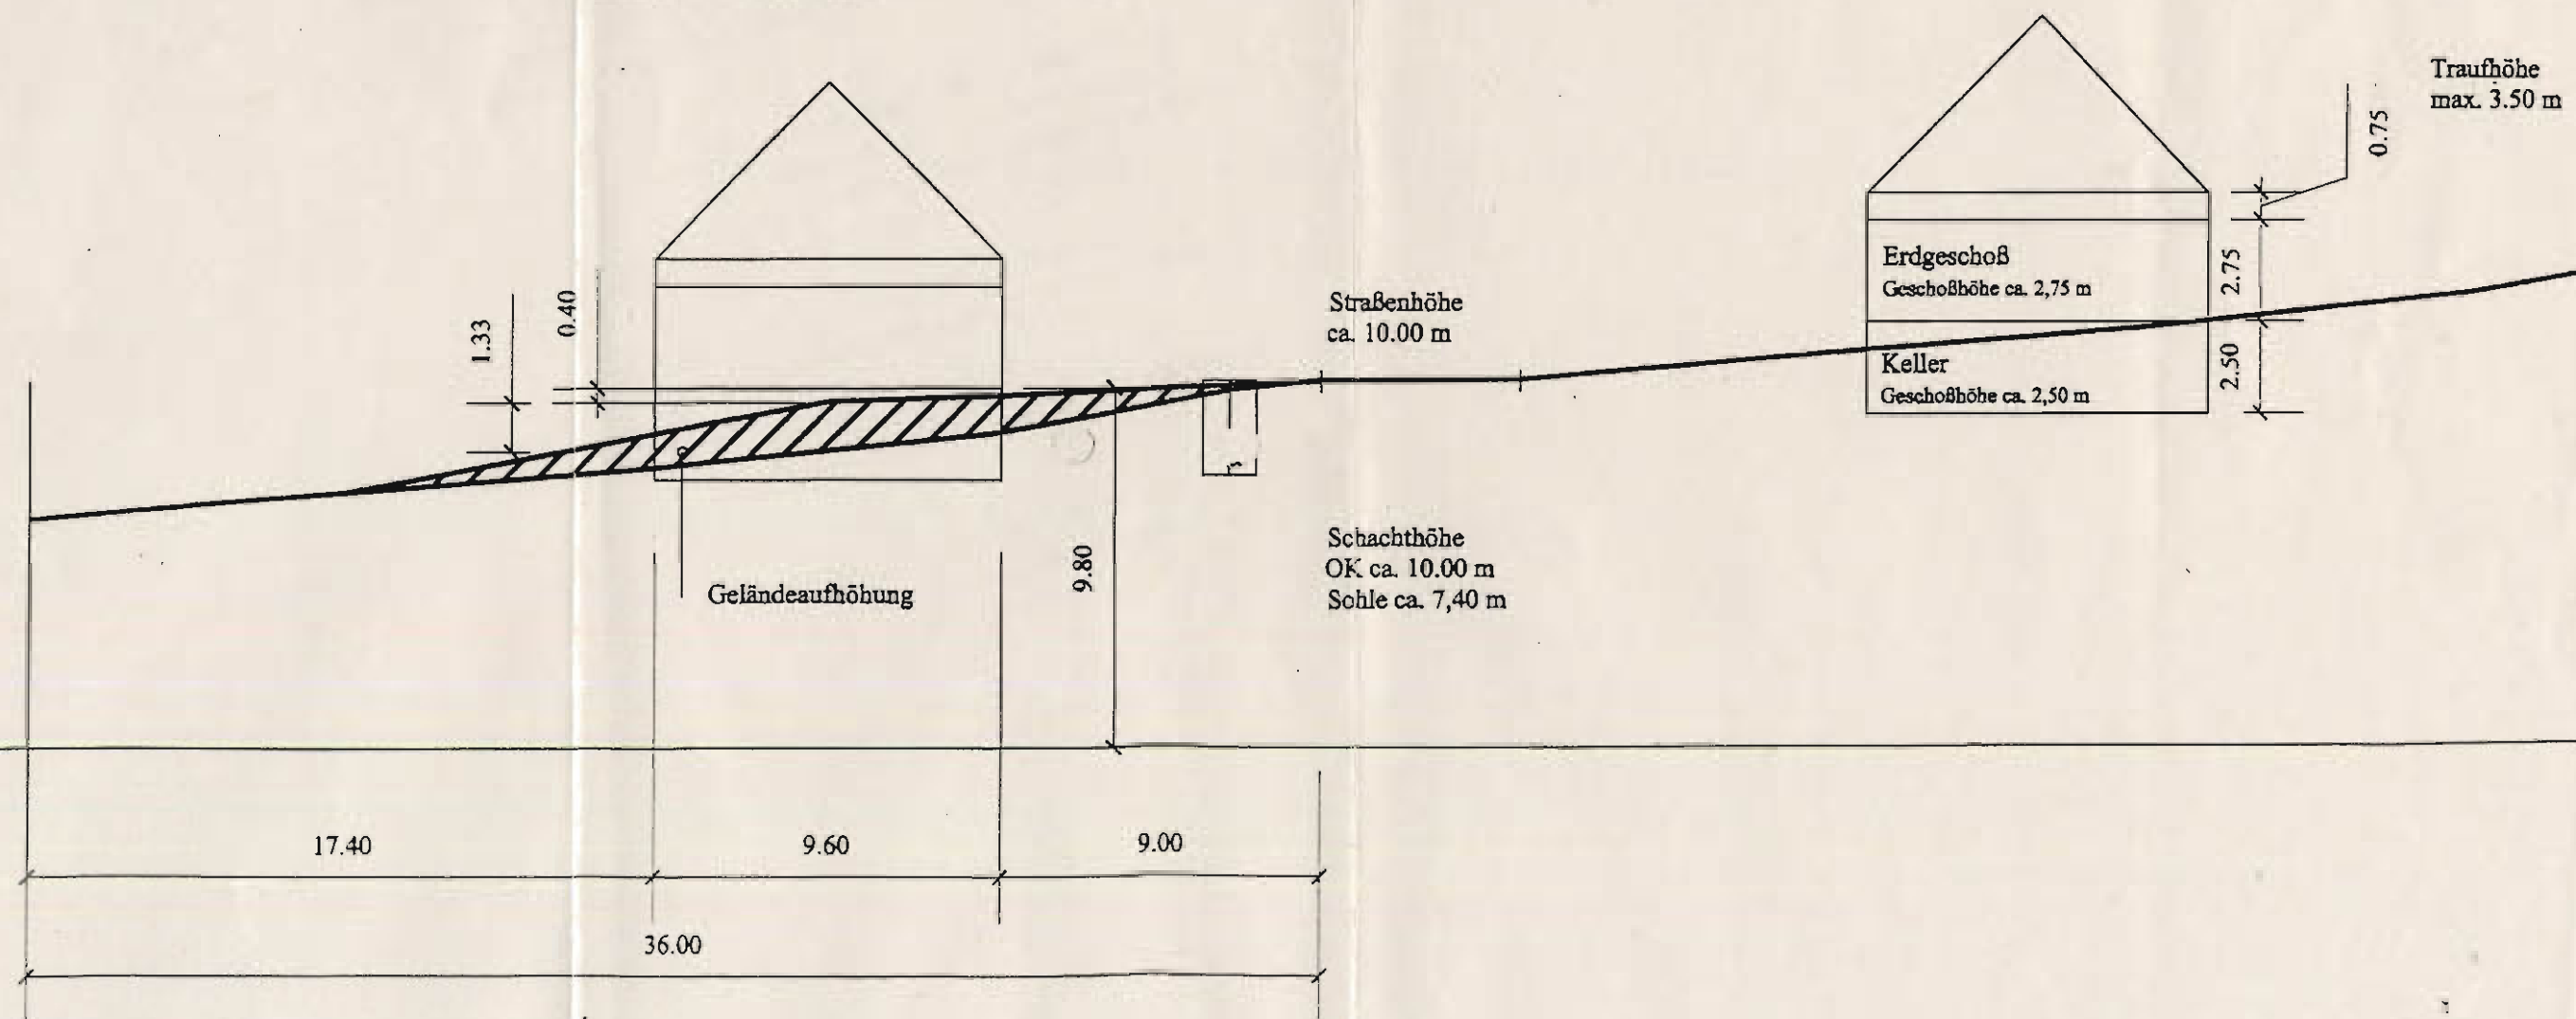 Traufhöhe
max. 3.50 m
0.75
Erdgeschoß
Geschoßhöhe ca. 2,75 m
2.75
Keller
Geschoßhöhe ca. 2,50 m
2.50
Straßenhöhe
ca. 10.00 m
0.40
1.33
Schachthöhe
OK ca. 10.00 m
Sohle ca. 7,40 m
9.80
Geländeaufhöhung
17.40
9.60
9.00
36.00